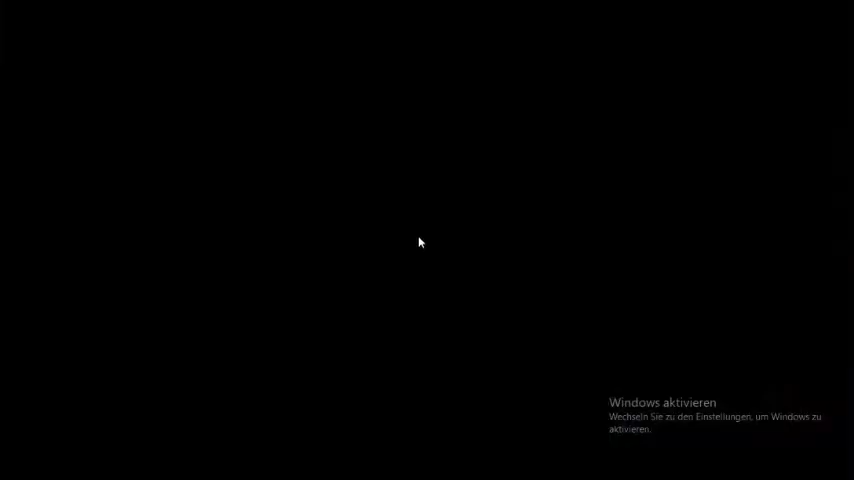 Windows aktivieren
Wechseln Sie zu den Einstellungen, um Windows zu
aktivieren.